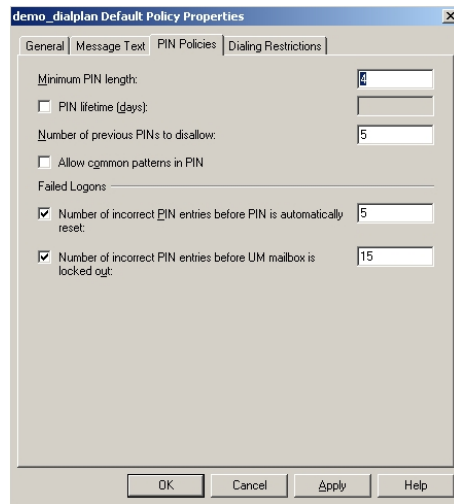 demo_dialplan Default Policy Properties
General Message Text PIN Policies Dialing Restrictions
Minimum PIN length: 4
PIN lifetime (days):
Number of previous PINs to disallow: 5
Allow common patterns in PIN
Failed Logons
Number of incorrect PIN entries before PIN is automatically 5
reset:
Number of incorrect PIN entries before UM mailbox is 15
locked out:
OK Cancel Apply Help